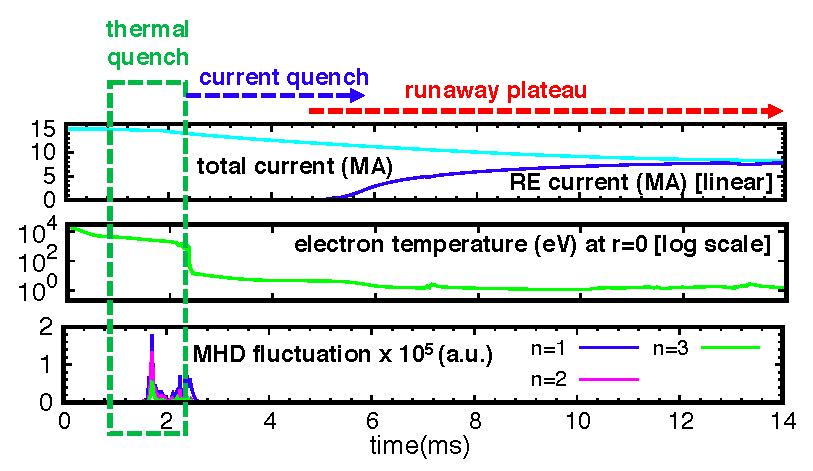 thermal
quench
current quench
runaway plateau
15
10
5
0
total current (MA)
RE current (MA) [linear]
10⁴
10²
10⁰
electron temperature (eV) at r=0 [log scale]
2
1
0
MHD fluctuation x 10⁵ (a.u.)
n=1
n=3
n=2
0 2 4 6 8 10 12 14
time(ms)